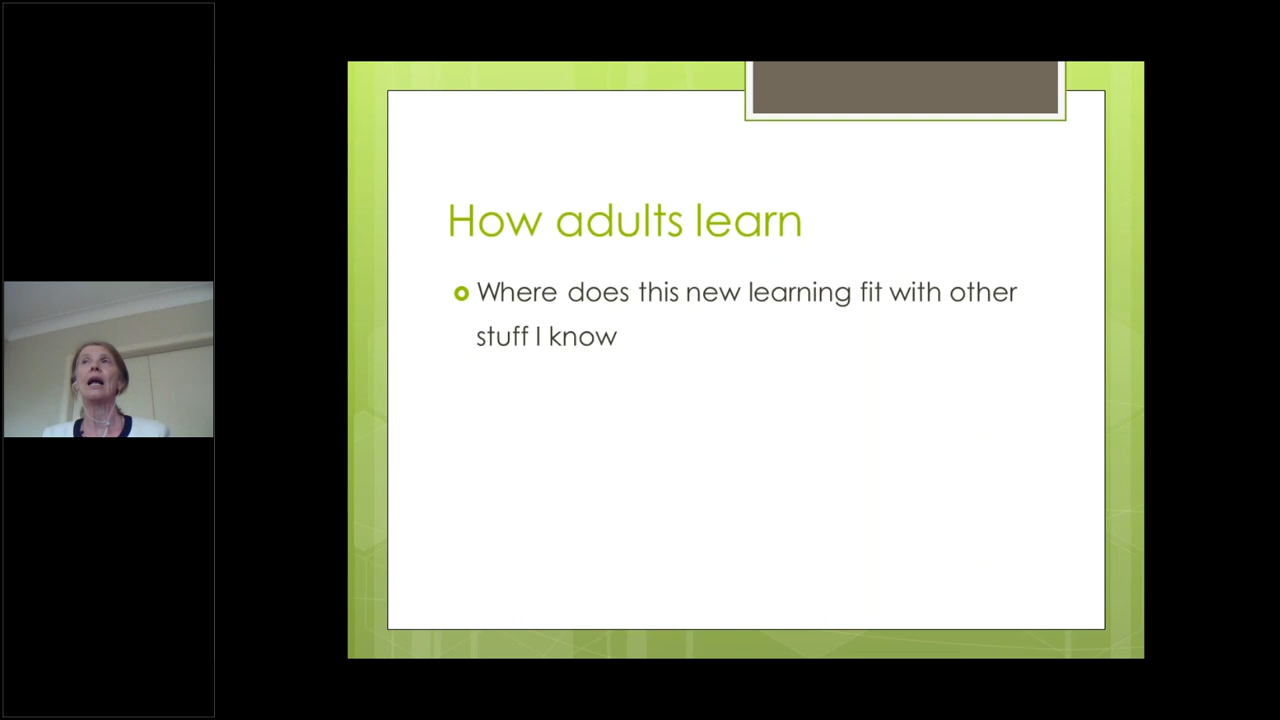 How adults learn
Where does this new learning fit with other
stuff I know